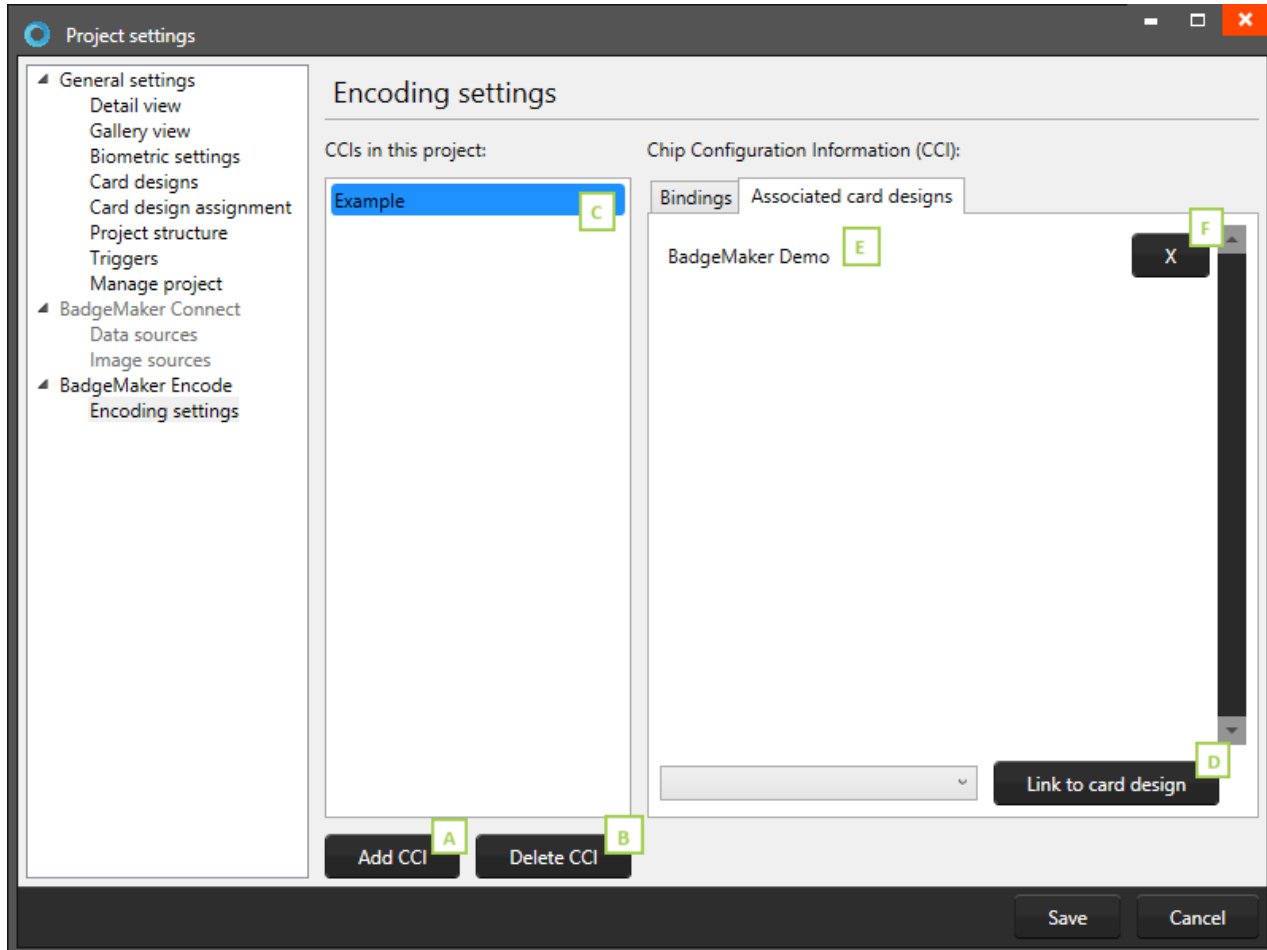 Project settings
General settings
Detail view
Gallery view
Biometric settings
Card designs
Card design assignment
Project structure
Triggers
Manage project
BadgeMaker Connect
Data sources
Image sources
BadgeMaker Encode
Encoding settings
Encoding settings
CCIs in this project:
Example
C
Add CCI
A
Delete CCI
B
Chip Configuration Information (CCI):
Bindings
Associated card designs
BadgeMaker Demo
E
X
F
Link to card design
D
Save
Cancel